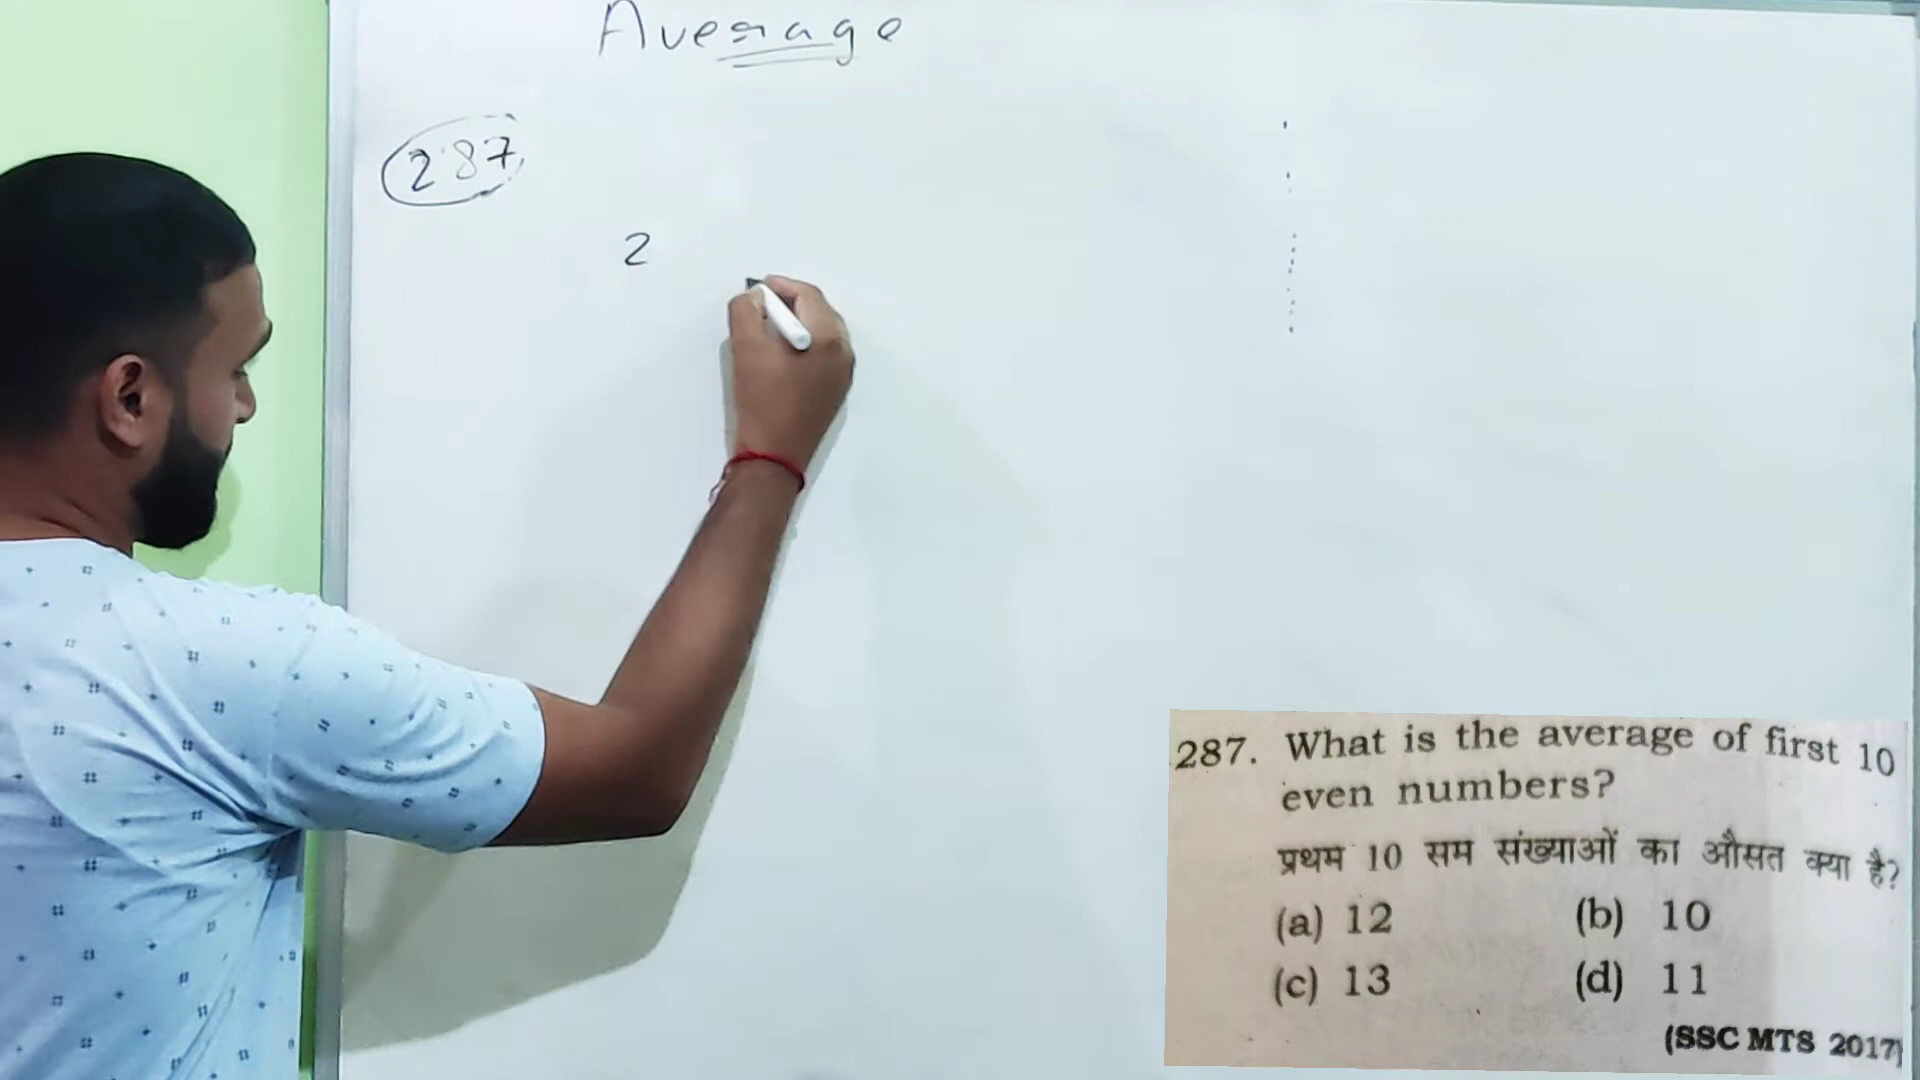 Average
287
2
287. What is the average of first 10
even numbers?
प्रथम 10 सम संख्याओं का औसत क्या है?
(a) 12 (b) 10
(c) 13 (d) 11
(SSC MTS 2017)